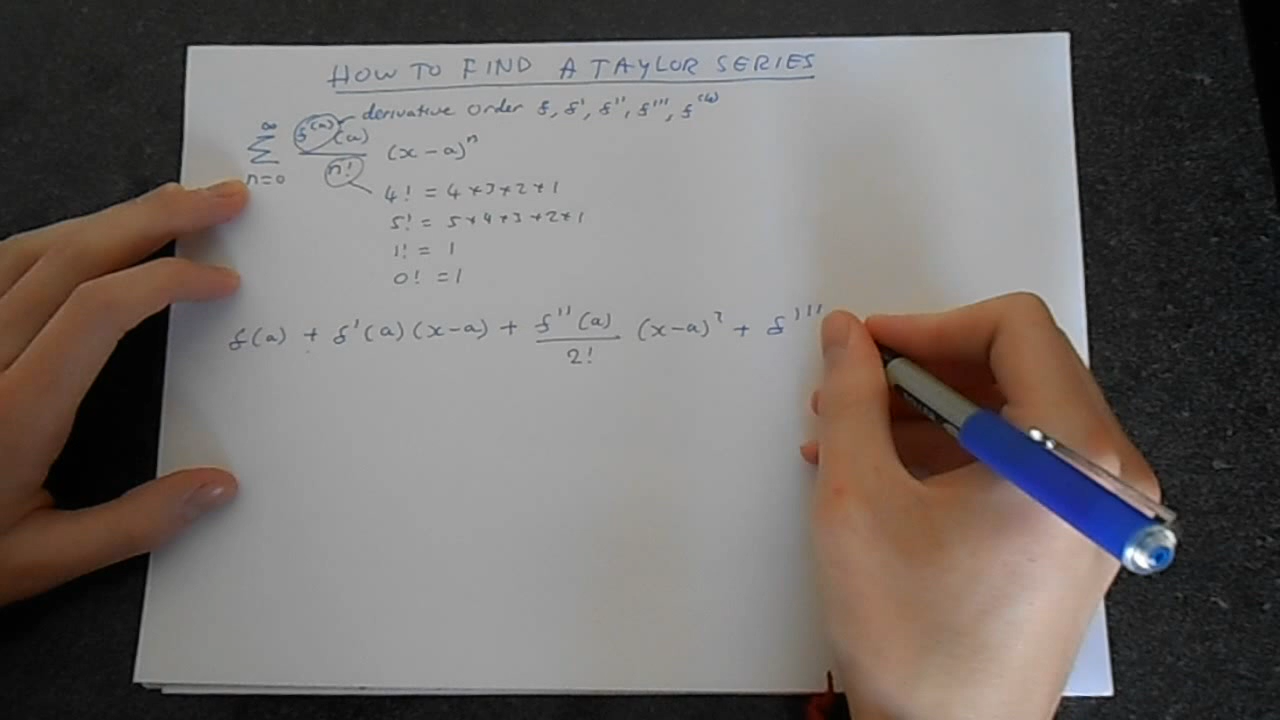 HOW TO FIND A TAYLOR SERIES
derivative order f, f', f'', f''', f⁽⁴⁾
∞ ∑ n=0 f⁽ⁿ⁾(a) / n! (x-a)ⁿ
4! = 4*3*2*1
5! = 5*4*3*2*1
1! = 1
0! = 1
f(a) + f'(a)(x-a) + f''(a) / 2! (x-a)² + f'''